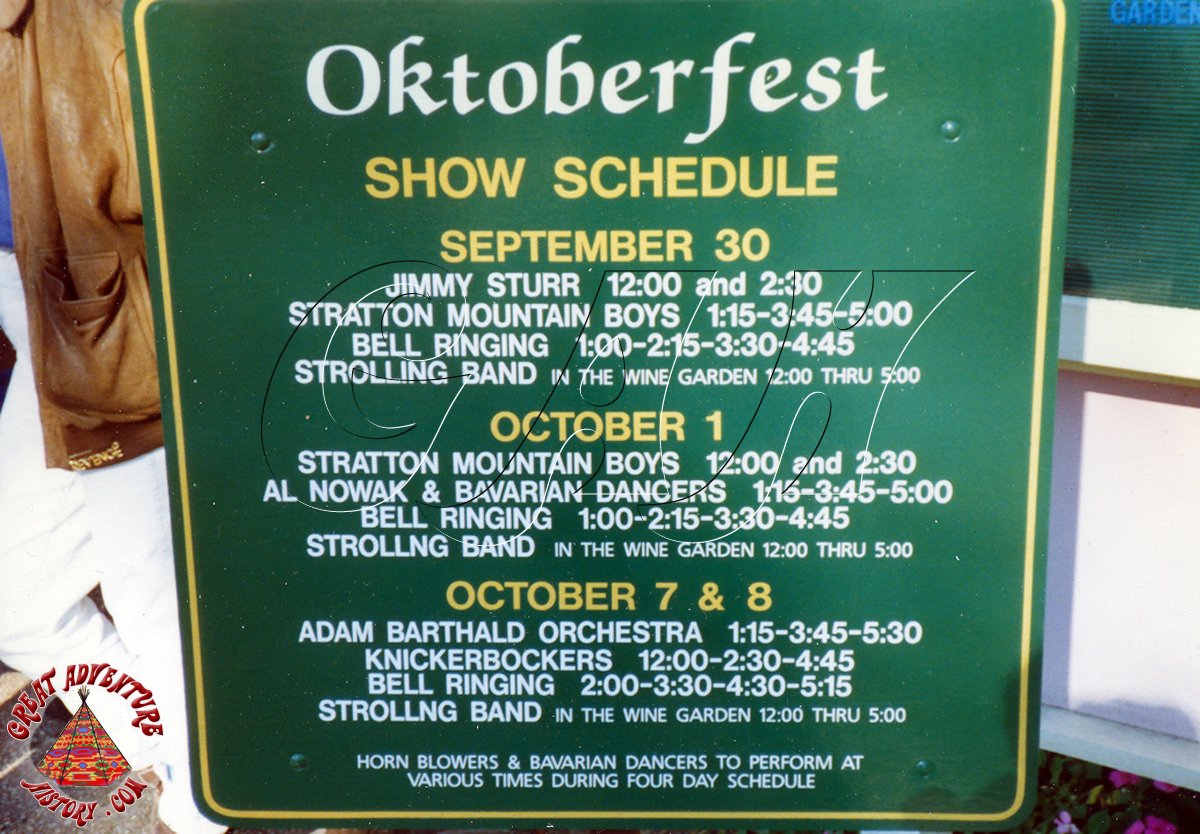 GARDEN
Oktoberfest
SHOW SCHEDULE
SEPTEMBER 30
JIMMY STURR 12:00 and 2:30
STRATTON MOUNTAIN BOYS 1:15-3:45-5:00
BELL RINGING 1:00-2:15-3:30-4:45
STROLLING BAND IN THE WINE GARDEN 12:00 THRU 5:00
OCTOBER 1
STRATTON MOUNTAIN BOYS 12:00 and 2:30
AL NOWAK & BAVARIAN DANCERS 1:15-3:45-5:00
BELL RINGING 1:00-2:15-3:30-4:45
STROLLNG BAND IN THE WINE GARDEN 12:00 THRU 5:00
OCTOBER 7 & 8
ADAM BARTHALD ORCHESTRA 1:15-3:45-5:30
KNICKERBOCKERS 12:00-2:30-4:45
BELL RINGING 2:00-3:30-4:30-5:15
STROLLNG BAND IN THE WINE GARDEN 12:00 THRU 5:00
HORN BLOWERS & BAVARIAN DANCERS TO PERFORM AT
VARIOUS TIMES DURING FOUR DAY SCHEDULE
GAH
REVENGE
GREAT ADVENTURE
HISTORY.COM